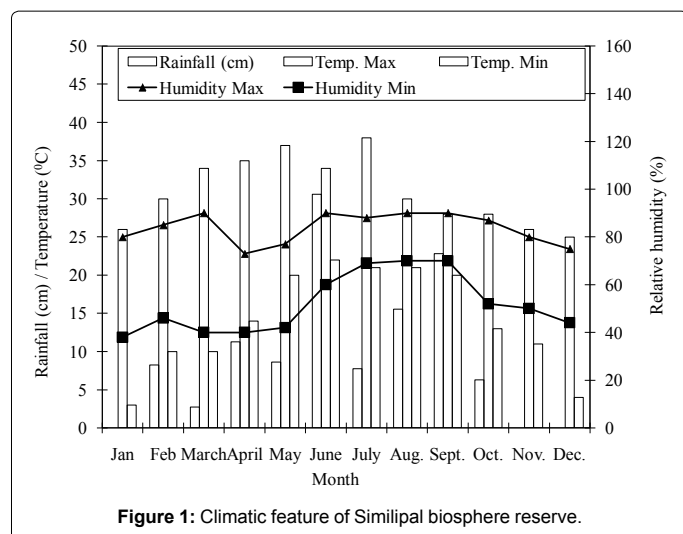 50
45
40
35
30
25
20
15
10
5
0
160
140
120
100
80
60
40
20
0
Rainfall (cm) Temp. Max Temp. Min
Humidity Max Humidity Min
Rainfall (cm) / Temperature (⁰C)
Relative humidity (%)
Jan Feb March April May June July Aug. Sept. Oct. Nov. Dec.
Month
Figure 1: Climatic feature of Similipal biosphere reserve.